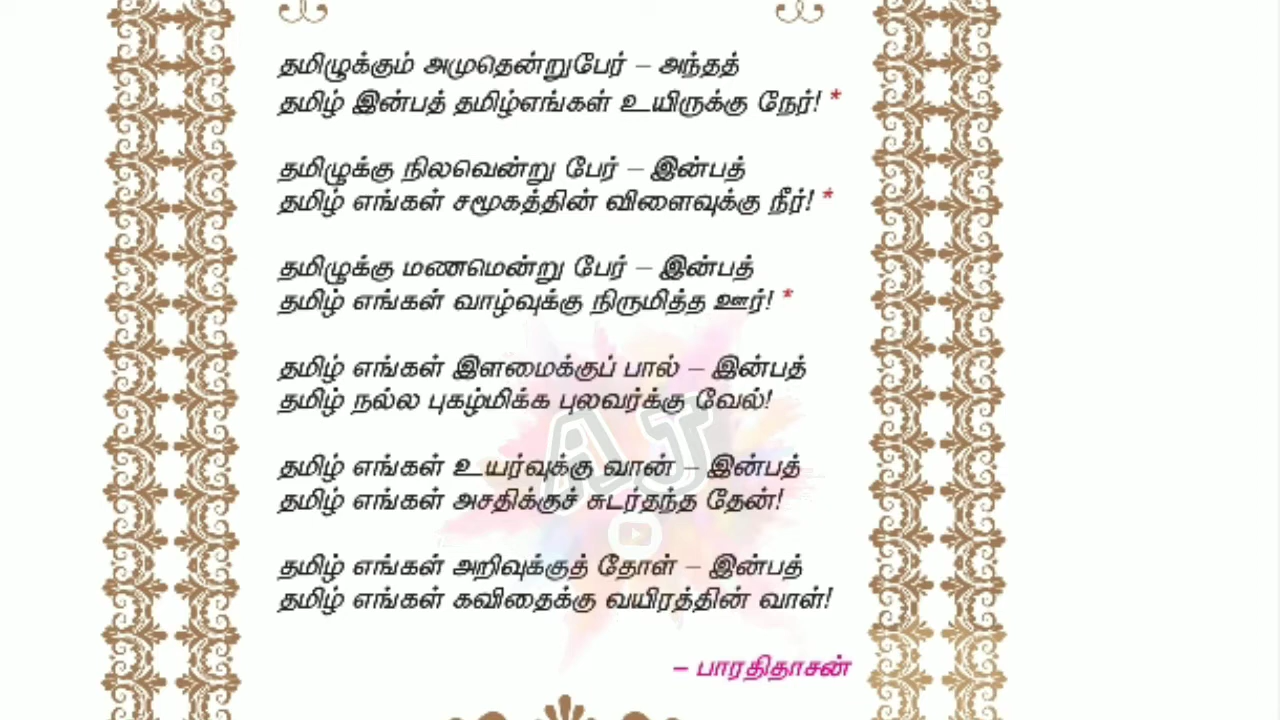 தமிழுக்கும் அமுதென்றுபேர் – அந்தத்
தமிழ் இன்பத் தமிழ்எங்கள் உயிருக்கு நேர்! *
தமிழுக்கு நிலவென்று பேர் – இன்பத்
தமிழ் எங்கள் சமூகத்தின் விளைவுக்கு நீர்! *
தமிழுக்கு மணமென்று பேர் – இன்பத்
தமிழ் எங்கள் வாழ்வுக்கு நிருமித்த ஊர்! *
தமிழ் எங்கள் இளமைக்குப் பால் – இன்பத்
தமிழ் நல்ல புகழ்மிக்க புலவர்க்கு வேல்!
தமிழ் எங்கள் உயர்வுக்கு வான் – இன்பத்
தமிழ் எங்கள் அசதிக்குச் சுடர்தந்த தேன்!
தமிழ் எங்கள் அறிவுக்குத் தோள் – இன்பத்
தமிழ் எங்கள் கவிதைக்கு வயிரத்தின் வாள்!
– பாரதிதாசன்
AJ